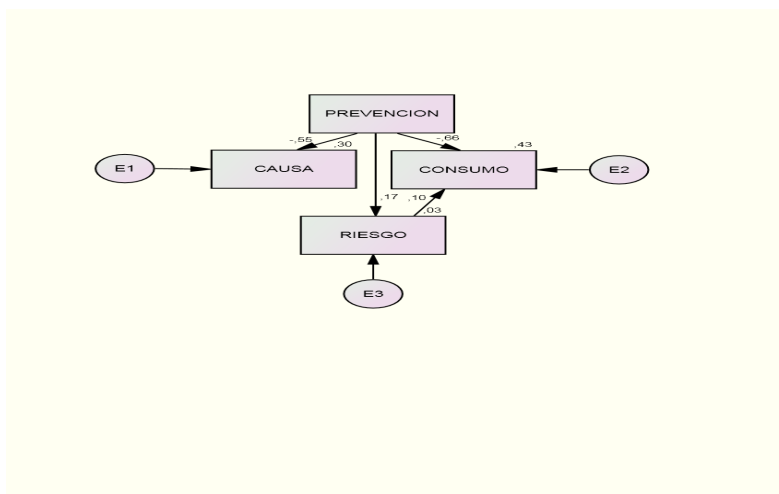 PREVENCION
-,55
,30
-,66
,43
E1
CAUSA
CONSUMO
E2
,17
,10
,03
RIESGO
E3